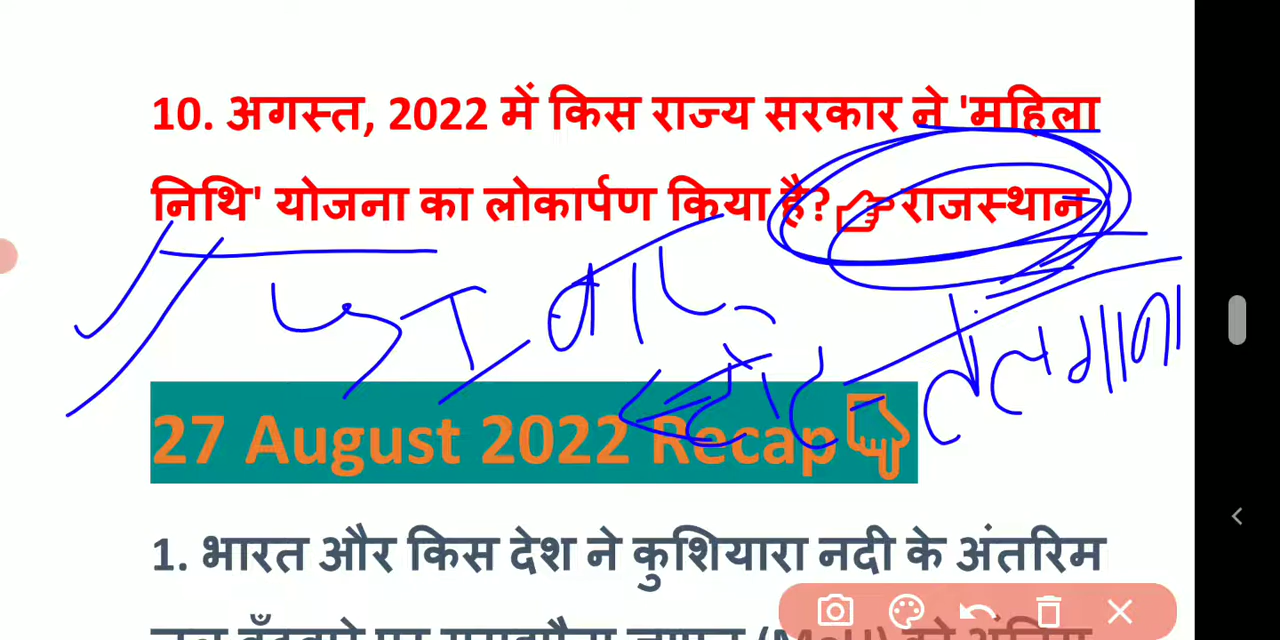 10. अगस्त, 2022 में किस राज्य सरकार ने 'महिला
निधि' योजना का लोकार्पण किया है? 👉 राजस्थान
तेलंगाना
27 August 2022 Recap👇
1. भारत और किस देश ने कुशियारा नदी के अंतरिम